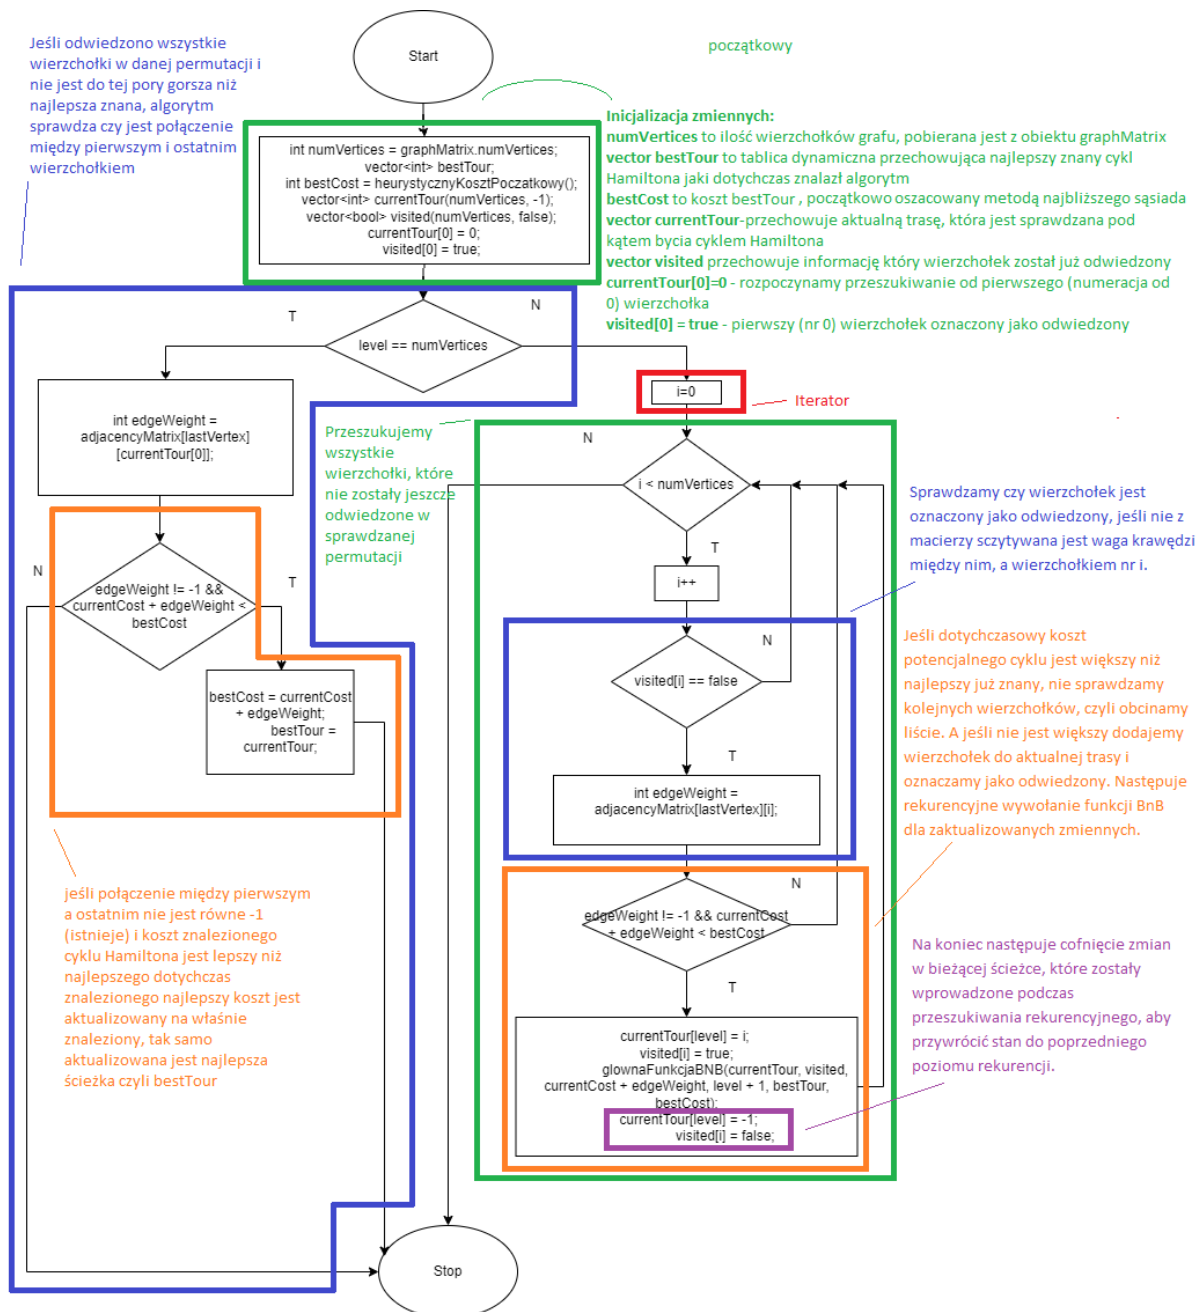 Jeśli odwiedzono wszystkie
wierzchołki w danej permutacji i
nie jest do tej pory gorsza niż
najlepsza znana, algorytm
sprawdza czy jest połączenie
między pierwszym i ostatnim
wierzchołkiem
Start
początkowy
Inicjalizacja zmiennych:
numVertices to ilość wierzchołków grafu, pobierana jest z obiektu graphMatrix
vector bestTour to tablica dynamiczna przechowująca najlepszy znany cykl
Hamiltona jaki dotychczas znalazł algorytm
bestCost to koszt bestTour , początkowo oszacowany metodą najbliższego sąsiada
vector currentTour-przechowuje aktualną trasę, która jest sprawdzana pod
kątem bycia cyklem Hamiltona
vector visited przechowuje informację który wierzchołek został już odwiedzony
currentTour[0]=0 - rozpoczynamy przeszukiwanie od pierwszego (numeracja od
0) wierzchołka
visited[0] = true - pierwszy (nr 0) wierzchołek oznaczony jako odwiedzony
int numVertices = graphMatrix.numVertices;
vector<int> bestTour;
int bestCost = heurystycznyKosztPoczatkowy();
vector<int> currentTour(numVertices, -1);
vector<bool> visited(numVertices, false);
currentTour[0] = 0;
visited[0] = true;
T
N
level == numVertices
i=0
Iterator
int edgeWeight =
adjacencyMatrix[lastVertex]
[currentTour[0]];
Przeszukujemy
wszystkie
wierzchołki, które
nie zostały jeszcze
odwiedzone w
sprawdzanej
permutacji
N
i < numVertices
T
i++
Sprawdzamy czy wierzchołek jest
oznaczony jako odwiedzony, jeśli nie z
macierzy sczytywana jest waga krawędzi
między nim, a wierzchołkiem nr i.
N
T
edgeWeight != -1 &&
currentCost + edgeWeight <
bestCost
bestCost = currentCost
+ edgeWeight;
bestTour =
currentTour;
N
visited[i] == false
T
int edgeWeight =
adjacencyMatrix[lastVertex][i];
Jeśli dotychczasowy koszt
potencjalnego cyklu jest większy niż
najlepszy już znany, nie sprawdzamy
kolejnych wierzchołków, czyli obcinamy
liście. A jeśli nie jest większy dodajemy
wierzchołek do aktualnej trasy i
oznaczamy jako odwiedzony. Następuje
rekurencyjne wywołanie funkcji BnB
dla zaktualizowanych zmiennych.
jeśli połączenie między pierwszym
a ostatnim nie jest równe -1
(istnieje) i koszt znalezionego
cyklu Hamiltona jest lepszy niż
najlepszego dotychczas
znalezionego najlepszy koszt jest
aktualizowany na właśnie
znaleziony, tak samo
aktualizowana jest najlepsza
ścieżka czyli bestTour
N
edgeWeight != -1 && currentCost
+ edgeWeight < bestCost
T
currentTour[level] = i;
visited[i] = true;
glownaFunkcjaBNB(currentTour, visited,
currentCost + edgeWeight, level + 1, bestTour,
bestCost);
currentTour[level] = -1;
visited[i] = false;
Na koniec następuje cofnięcie zmian
w bieżącej ścieżce, które zostały
wprowadzone podczas
przeszukiwania rekurencyjnego, aby
przywrócić stan do poprzedniego
poziomu rekurencji.
Stop